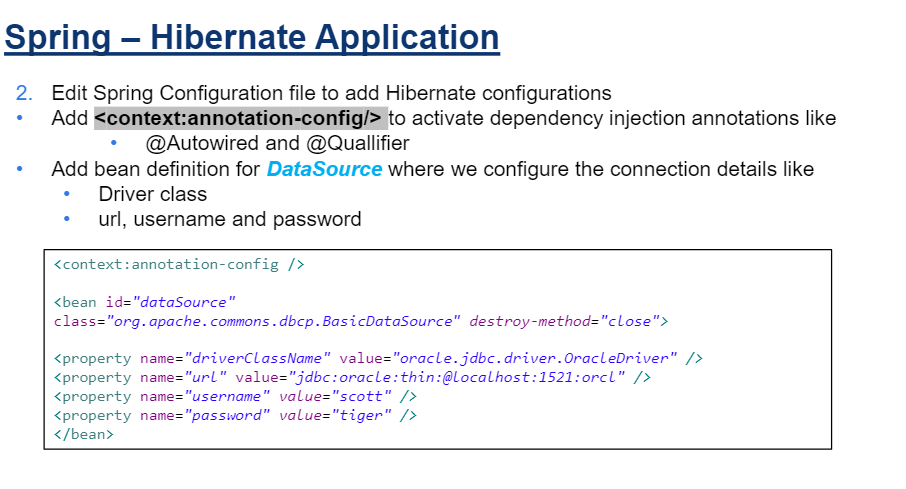 Spring – Hibernate Application
2. Edit Spring Configuration file to add Hibernate configurations
• Add <context:annotation-config/> to activate dependency injection annotations like
• @Autowired and @Quallifier
• Add bean definition for DataSource where we configure the connection details like
• Driver class
• url, username and password
<context:annotation-config />
<bean id="dataSource"
class="org.apache.commons.dbcp.BasicDataSource" destroy-method="close">
<property name="driverClassName" value="oracle.jdbc.driver.OracleDriver" />
<property name="url" value="jdbc:oracle:thin:@localhost:1521:orcl" />
<property name="username" value="scott" />
<property name="password" value="tiger" />
</bean>